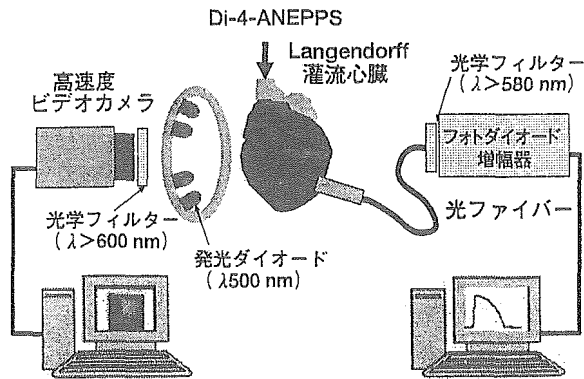 Di-4-ANEPPS
Langendorff
灌流心臓
高速度
ビデオカメラ
光学フィルター
(λ>580 nm)
フォトダイオード
増幅器
光ファイバー
光学フィルター
(λ>600 nm)
発光ダイオード
(λ500 nm)